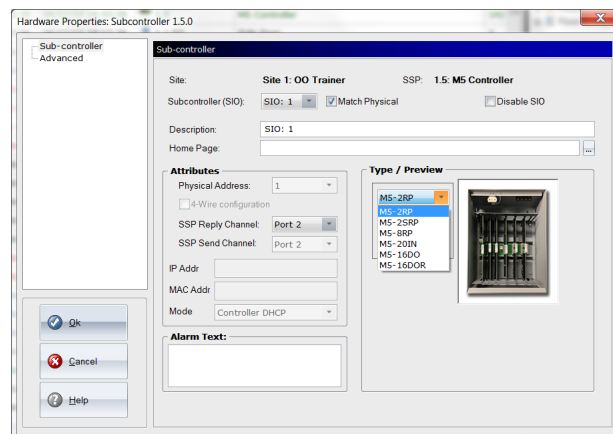 Hardware Properties: Subcontroller 1.5.0
Sub-controller
Advanced
Sub-controller
Site: Site 1: OO Trainer SSP: 1.5: M5 Controller
Subcontroller (SIO): SIO: 1 Match Physical Disable SIO
Description: SIO: 1
Home Page: ...
Attributes
Physical Address: 1
4-Wire configuration
SSP Reply Channel: Port 2
SSP Send Channel: Port 2
IP Addr
MAC Addr
Mode Controller DHCP
Alarm Text:
Type / Preview
M5-2RP
M5-2RP
M5-2SRP
M5-8RP
M5-20IN
M5-16DO
M5-16DOR
Ok
Cancel
Help